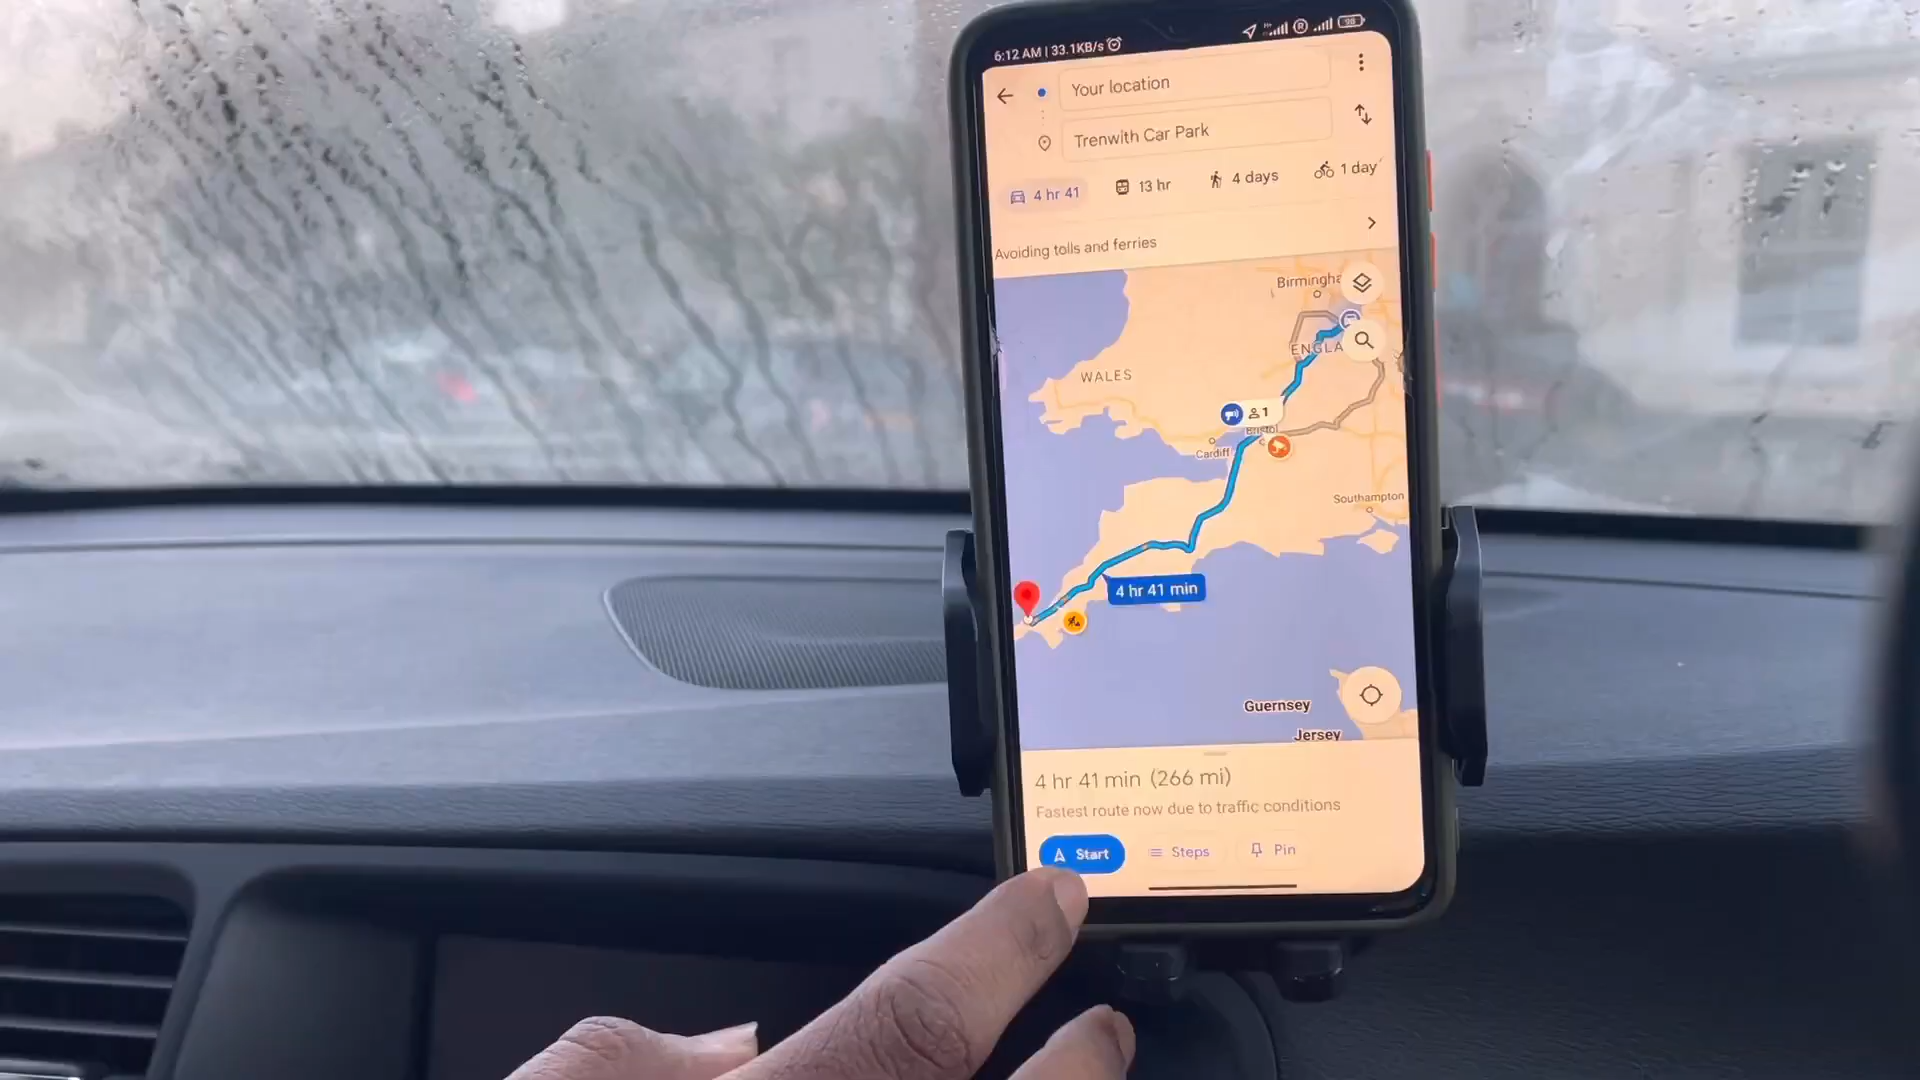 6:12 AM | 33.1KB/s
98
Your location
Trenwith Car Park
4 hr 41
13 hr
4 days
1 day
Avoiding tolls and ferries
Birmingha
ENGLA
WALES
1
Bristol
Cardiff
Southampton
4 hr 41 min
Guernsey
Jersey
4 hr 41 min (266 mi)
Fastest route now due to traffic conditions
Start
Steps
Pin